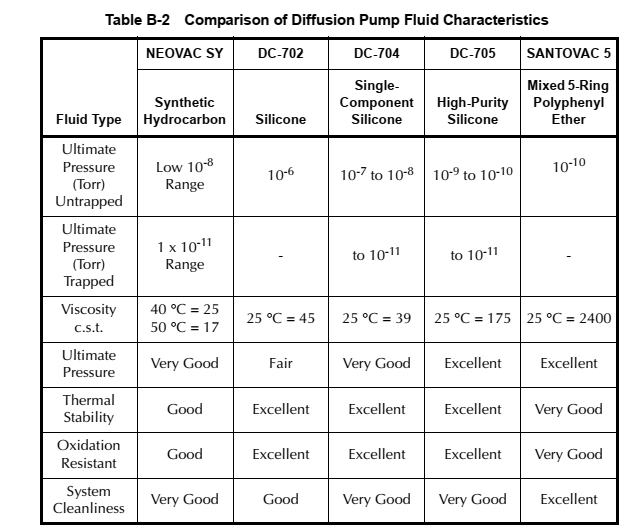 Table B-2 Comparison of Diffusion Pump Fluid Characteristics
NEOVAC SY DC-702 DC-704 DC-705 SANTOVAC 5
Fluid Type Synthetic Hydrocarbon Silicone Single-Component Silicone High-Purity Silicone Mixed 5-Ring Polyphenyl Ether
Ultimate Pressure (Torr) Untrapped Low 10⁻⁸ Range 10⁻⁶ 10⁻⁷ to 10⁻⁸ 10⁻⁹ to 10⁻¹⁰ 10⁻¹⁰
Ultimate Pressure (Torr) Trapped 1 x 10⁻¹¹ Range - to 10⁻¹¹ to 10⁻¹¹ -
Viscosity c.s.t. 40 °C = 25 50 °C = 17 25 °C = 45 25 °C = 39 25 °C = 175 25 °C = 2400
Ultimate Pressure Very Good Fair Very Good Excellent Excellent
Thermal Stability Good Excellent Excellent Excellent Very Good
Oxidation Resistant Good Excellent Excellent Excellent Very Good
System Cleanliness Very Good Good Very Good Very Good Excellent